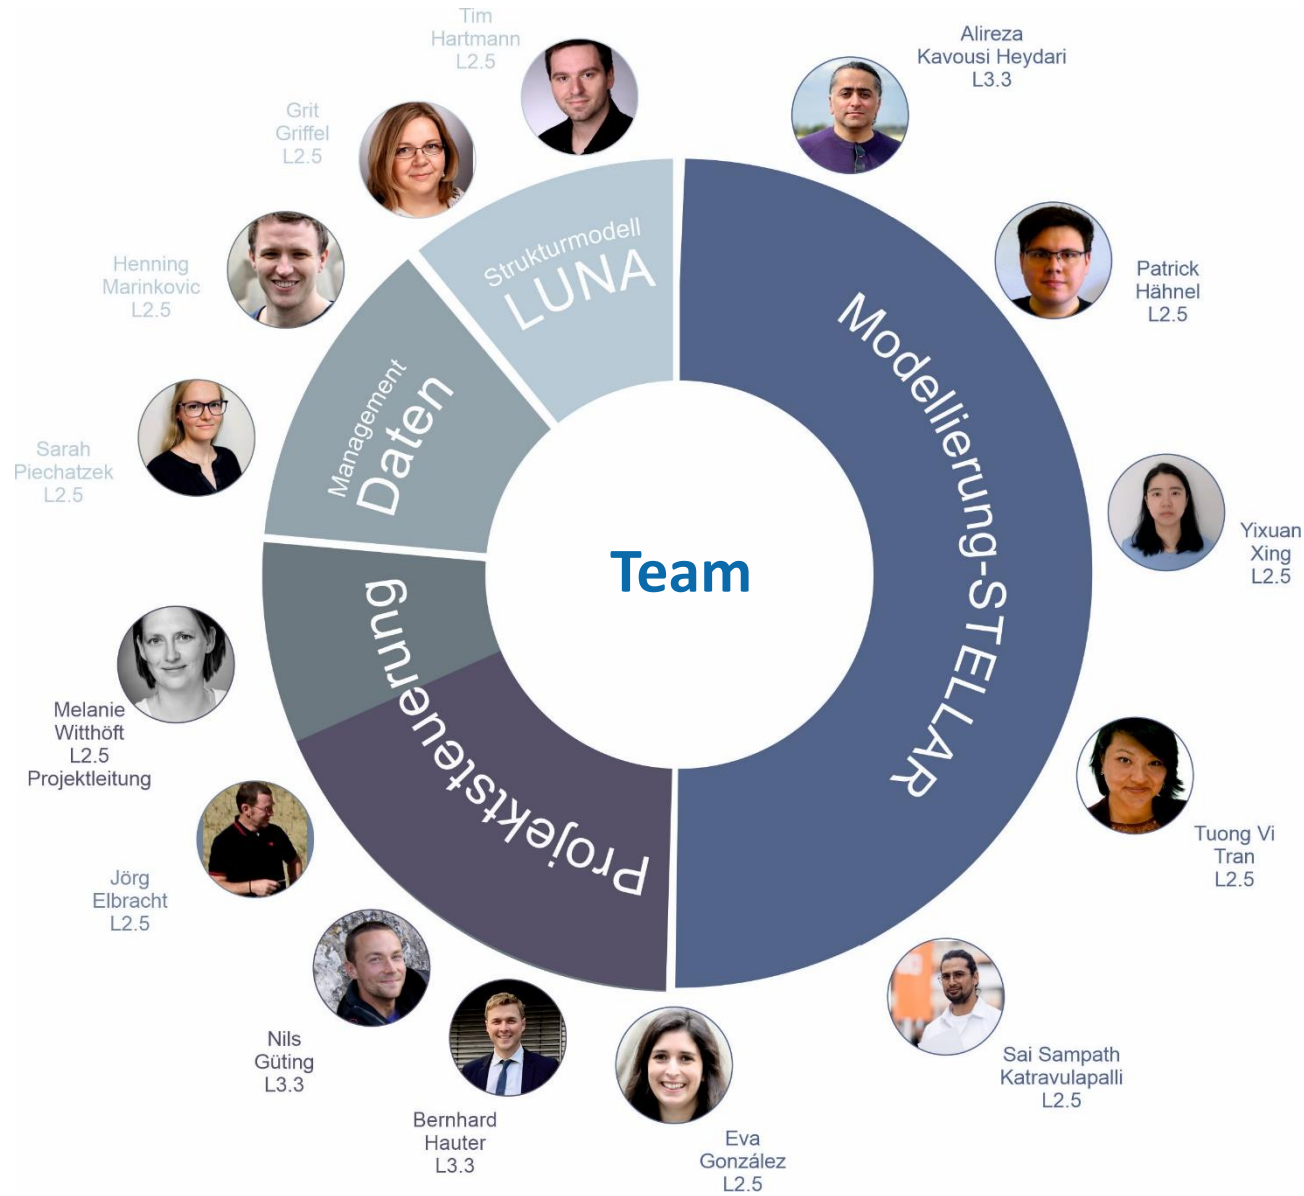 Tim
Hartmann
L2.5
Alireza
Kavousi Heydari
L3.3
Grit
Griffel
L2.5
Patrick
Hähnel
L2.5
Henning
Marinkovic
L2.5
Strukturmodell
LUNA
Modellierung-STELLAR
Management
Daten
Sarah
Piechatzek
L2.5
Yixuan
Xing
L2.5
Team
Projektsteuerung
Melanie
Witthöft
L2.5
Projektleitung
Tuong Vi
Tran
L2.5
Jörg
Elbracht
L2.5
Nils
Güting
L3.3
Sai Sampath
Katravulapalli
L2.5
Bernhard
Hauter
L3.3
Eva
González
L2.5